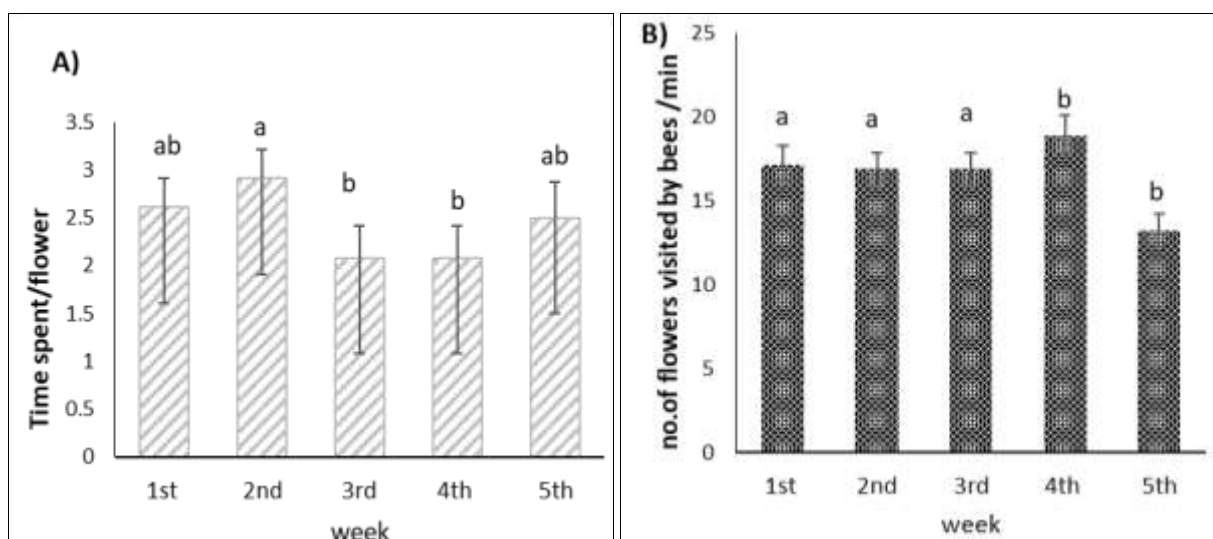 A)
Time spent/flower
3.5
3
2.5
2
1.5
1
0.5
0
ab
a
b
b
ab
1st 2nd 3rd 4th 5th
week
B)
no.of flowers visited by bees /min
25
20
15
10
5
0
a
a
a
b
b
1st 2nd 3rd 4th 5th
week